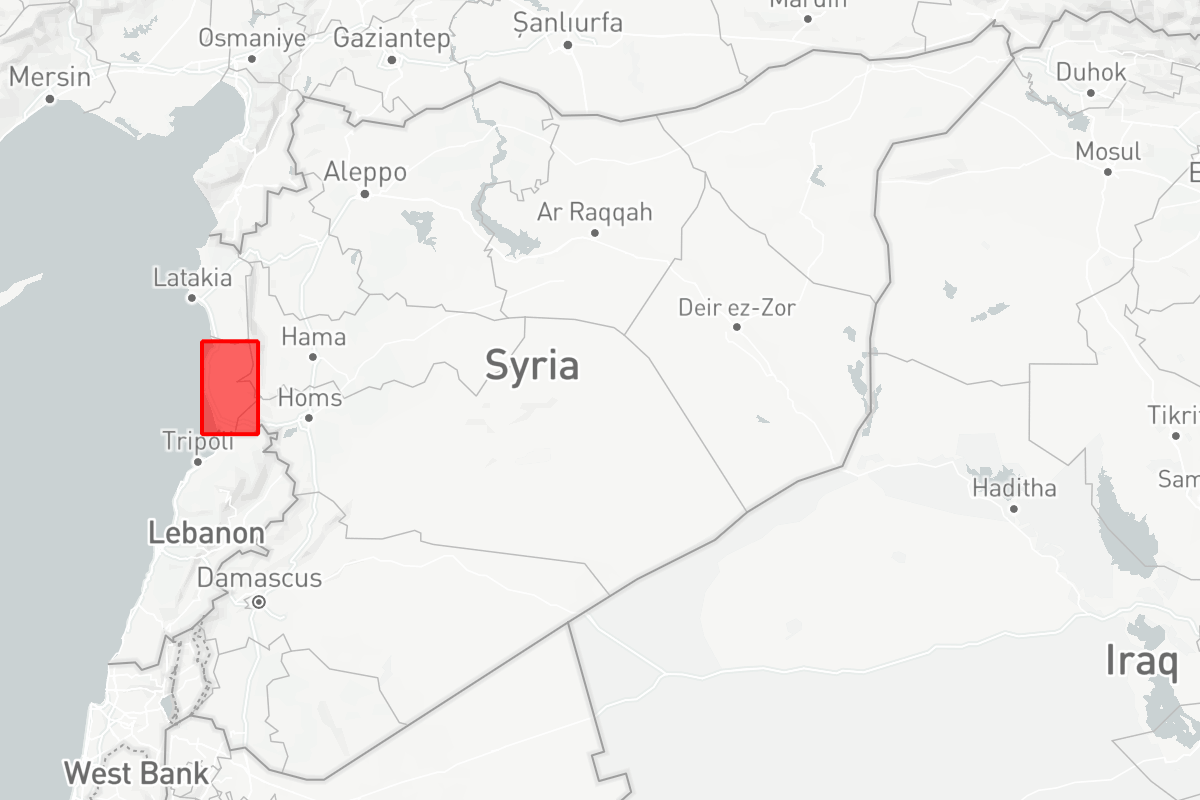 Mardin
Şanlıurfa
Osmaniye
Gaziantep
Mersin
Duhok
Mosul
Aleppo
Ar Raqqah
Latakia
Deir ez-Zor
Hama
Syria
Homs
Tripoli
Tikri
Haditha
Sam
Lebanon
Damascus
Iraq
West Bank